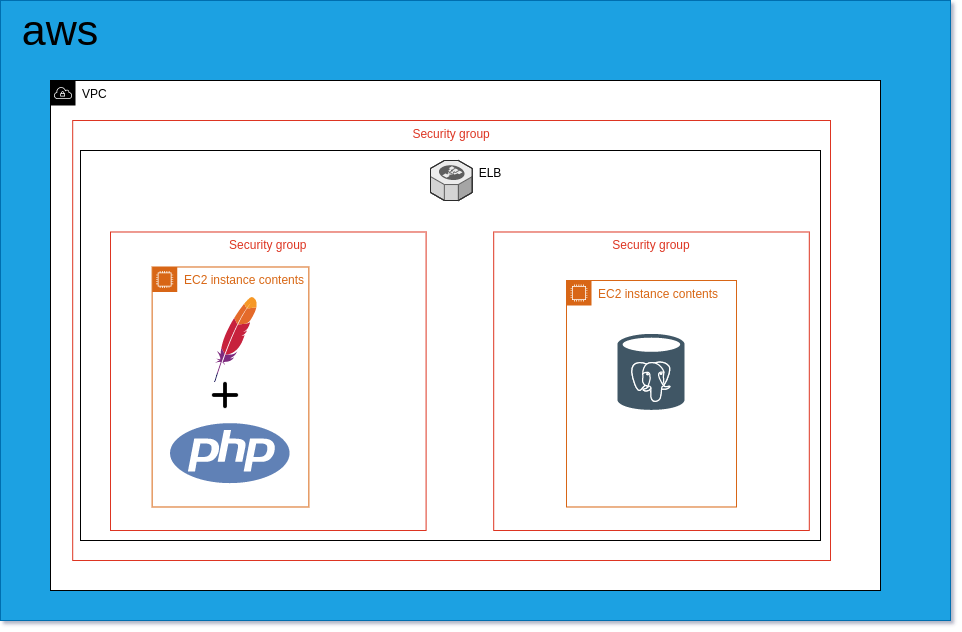 aws
VPC
Security group
ELB
Security group
Security group
EC2 instance contents
EC2 instance contents
php